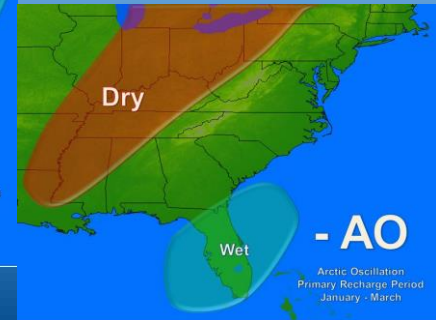 Dry
Wet
- AO
Arctic Oscillation
Primary Recharge Period
January - March